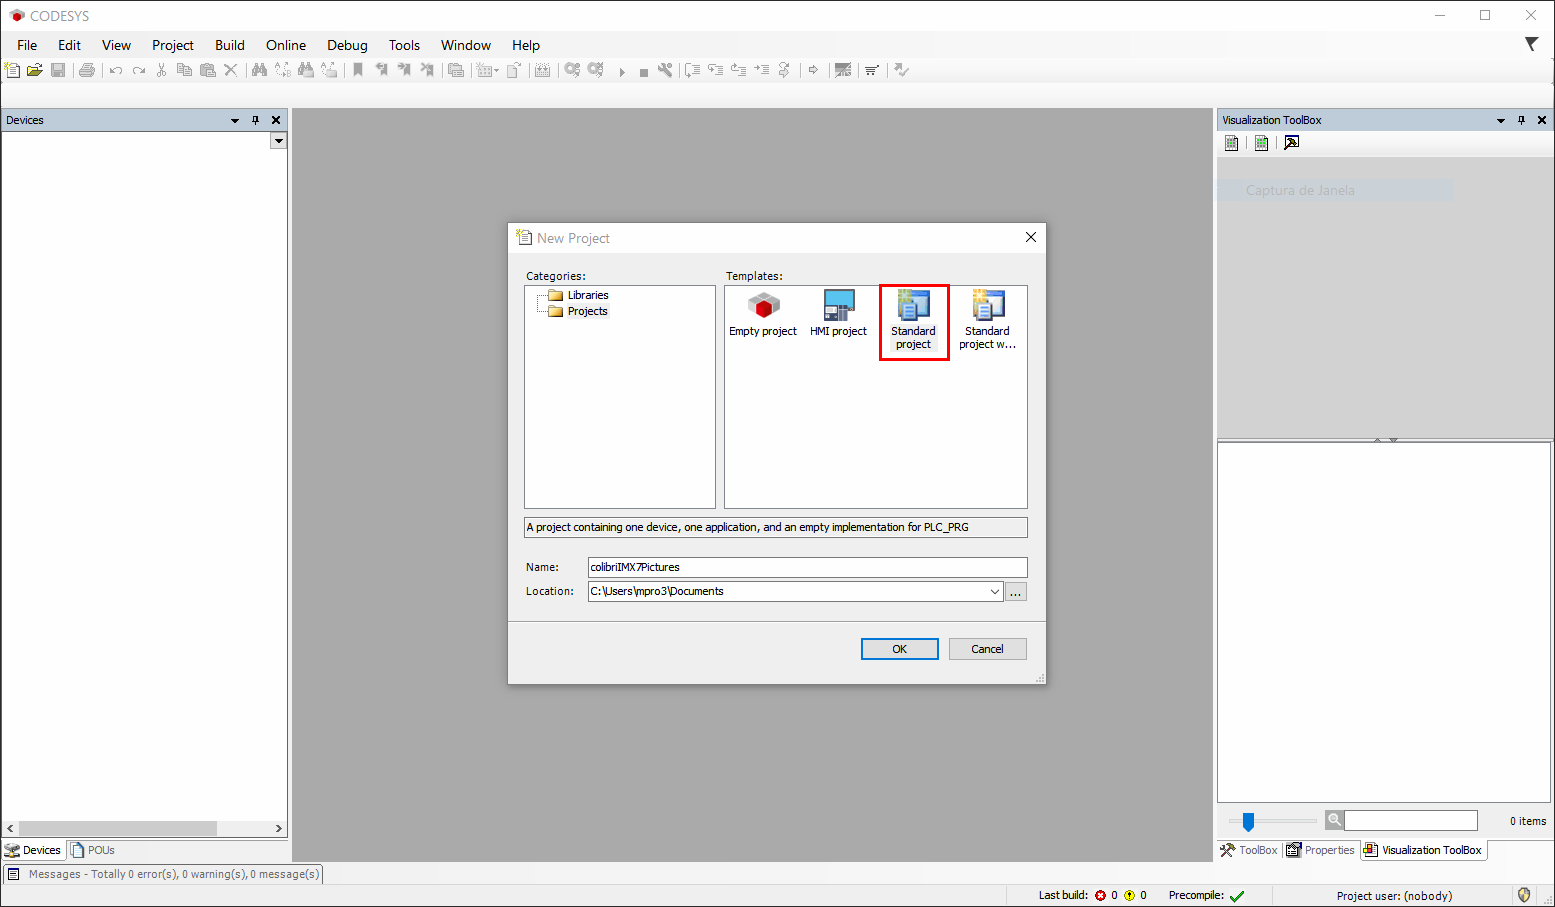 CODESYS
File Edit View Project Build Online Debug Tools Window Help
Devices
Visualization ToolBox
Captura de Janela
New Project
Categories:
Templates:
Libraries
Projects
Empty project
HMI project
Standard
project
Standard
project w...
A project containing one device, one application, and an empty implementation for PLC_PRG
Name: colibriIMX7Pictures
Location: C:\Users\mpro3\Documents
...
OK Cancel
0 items
Devices POUs
ToolBox Properties Visualization ToolBox
Messages - Totally 0 error(s), 0 warning(s), 0 message(s)
Last build: 0 0 Precompile: Project user: (nobody)